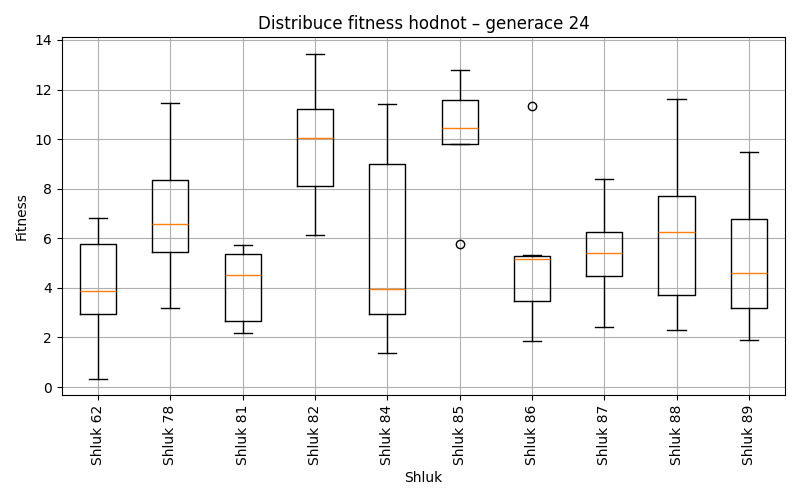 Distribuce fitness hodnot – generace 24
14
12
10
8
6
4
2
0
Fitness
Shluk 62
Shluk 78
Shluk 81
Shluk 82
Shluk 84
Shluk 85
Shluk 86
Shluk 87
Shluk 88
Shluk 89
Shluk